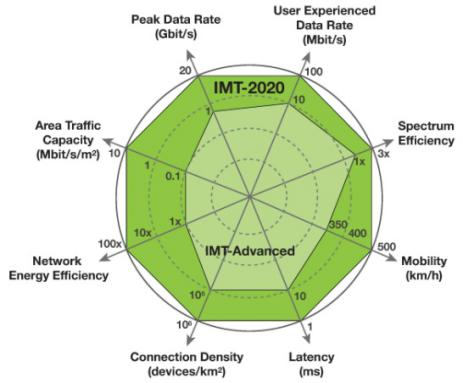 Peak Data Rate
(Gbit/s)
User Experienced
Data Rate
(Mbit/s)
20
100
IMT-2020
1
10
Area Traffic
Capacity
(Mbit/s/m²)
Spectrum
Efficiency
10
1
0.1
1x
3x
1x
350
400
500
10x
100x
Network
Energy Efficiency
IMT-Advanced
Mobility
(km/h)
10⁵
10
10⁶
1
Connection Density
(devices/km²)
Latency
(ms)